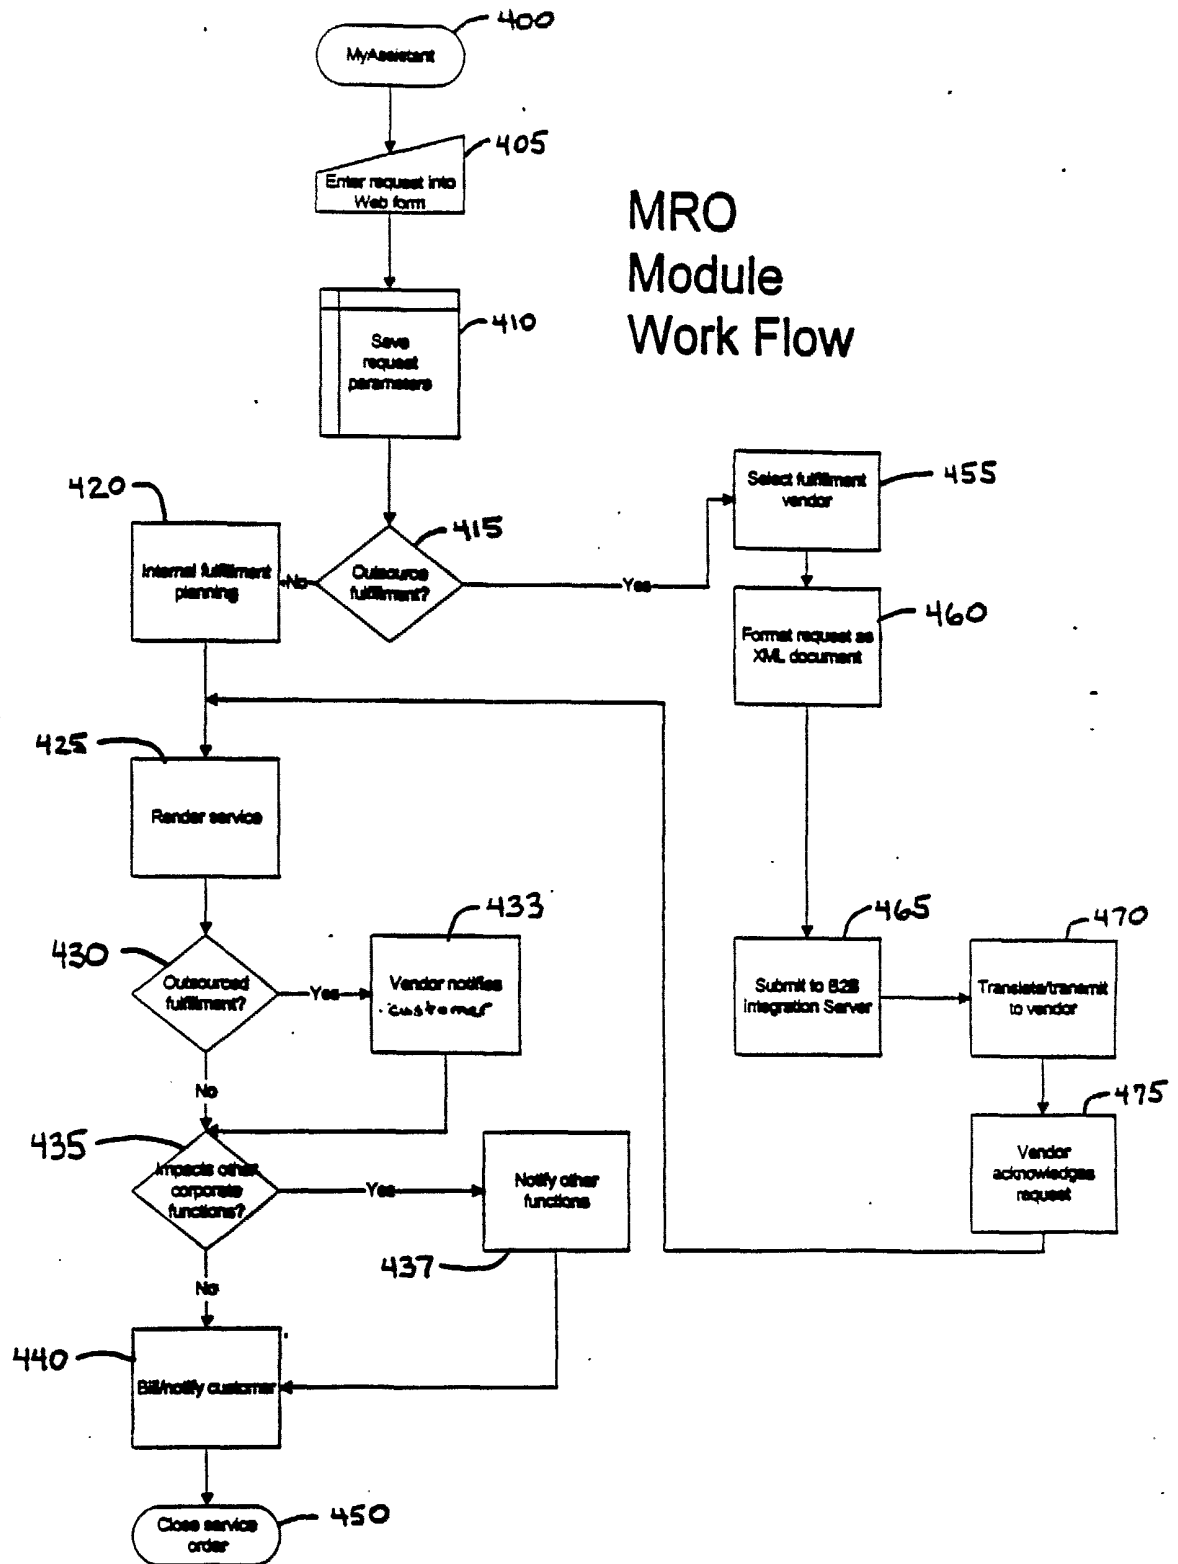 400
MyAssistant
405
Enter request into
Web form
MRO
Module
Work Flow
410
Save
request
parameters
420
Internal fulfillment
planning
No
415
Outsource
fulfillment?
Yes
455
Select fulfillment
vendor
460
Format request as
XML document
425
Render service
430
Outsourced
fulfillment?
Yes
433
Vendor notifies
customer
No
465
Submit to B2B
Integration Server
470
Translate/transmit
to vendor
475
Vendor
acknowledges
request
435
Impacts other
corporate
functions?
Yes
Notify other
functions
437
No
440
Bill/notify customer
450
Close service
order